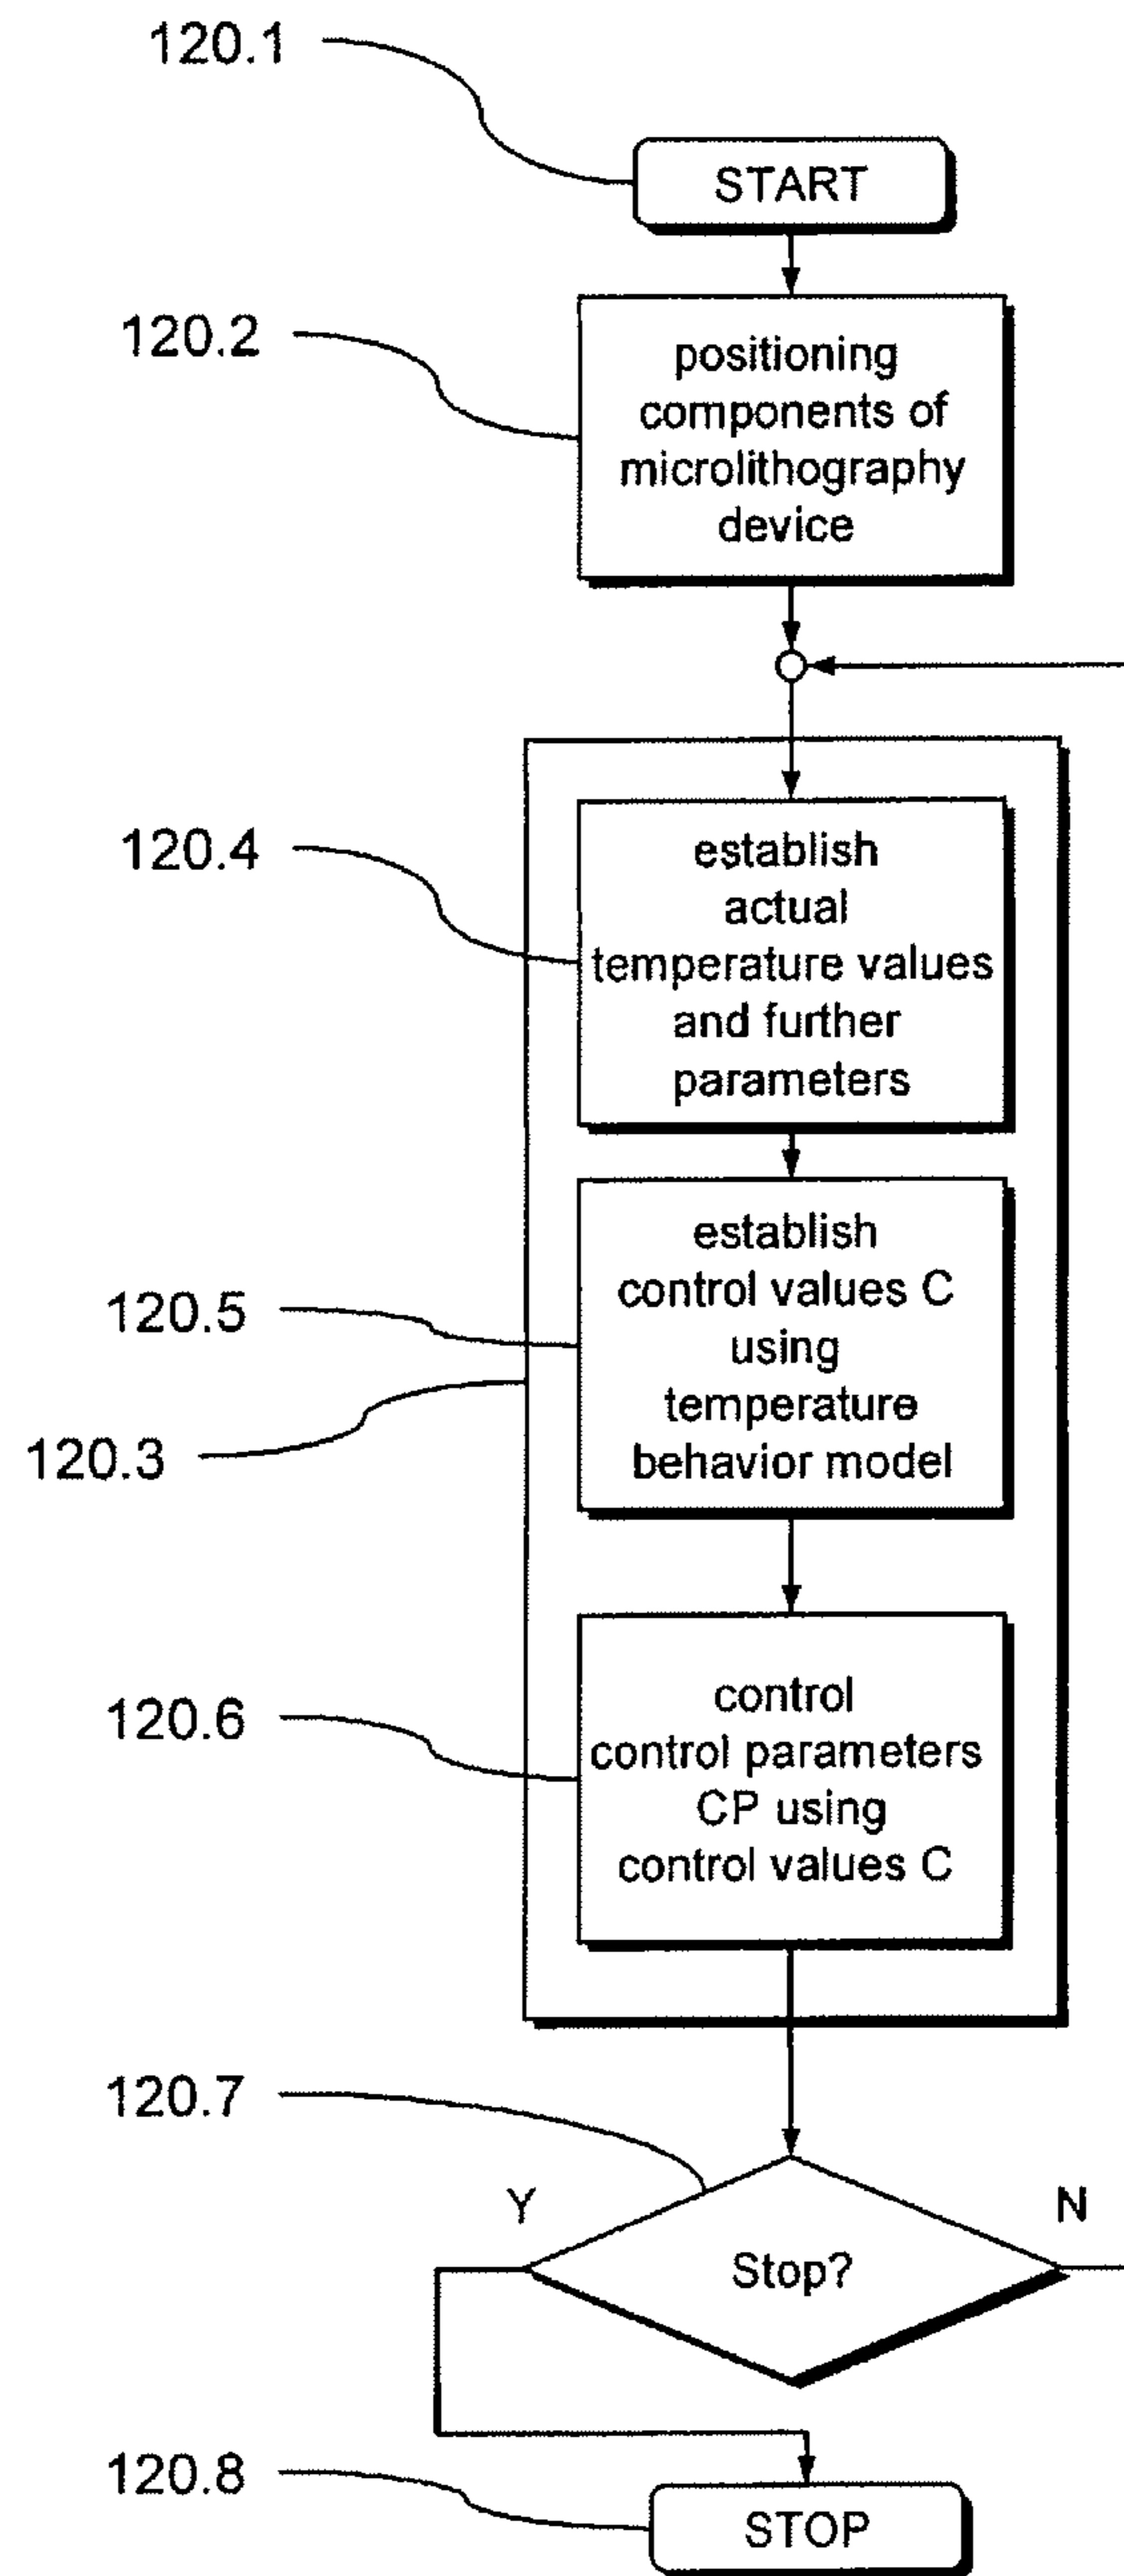 120.1
START
120.2
positioning
components of
microlithography
device
120.4
establish
actual
temperature values
and further
parameters
120.5
establish
control values C
using
temperature
behavior model
120.3
120.6
control
control parameters
CP using
control values C
120.7
Y
N
Stop?
120.8
STOP